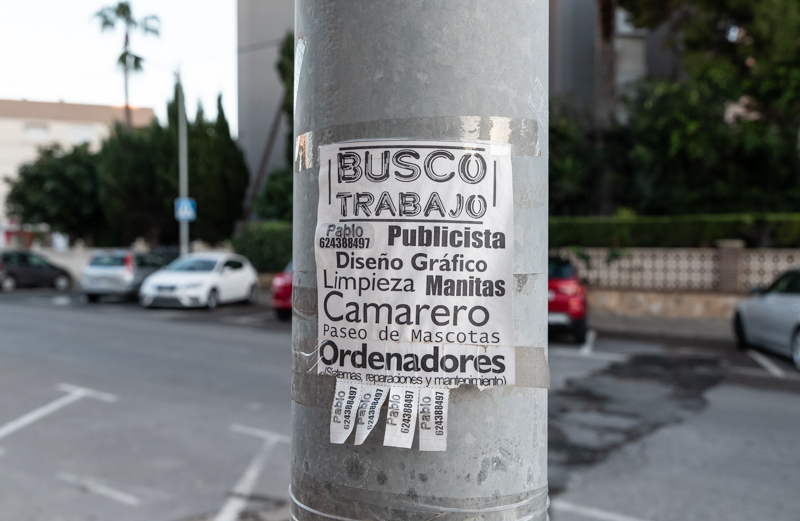 BUSCO
TRABAJO
Pablo
624388497
Publicista
Diseño Gráfico
Limpieza Manitas
Camarero
Paseo de Mascotas
Ordenadores
(Sistemas, reparaciones y mantenimiento)
Pablo
624388497
Pablo
624388497
Pablo
624388497
Pablo
624388497